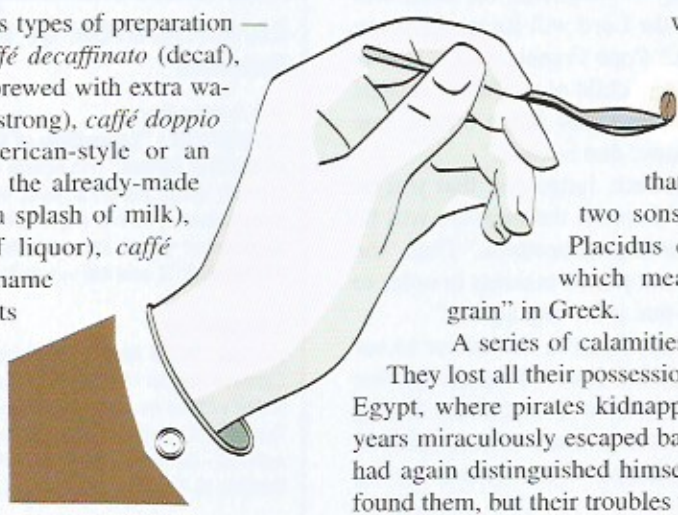 s types of preparation —
ffé decaffinato (decaf),
brewed with extra wa-
strong), caffé doppio
erican-style or an
the already-made
a splash of milk),
f liquor), caffé
name
ts
that
two sons
Placidus
which mea
grain” in Greek.
A series of calamitie
They lost all their possession
Egypt, where pirates kidnapp
years miraculously escaped ba
had again distinguished himse
found them, but their troubles